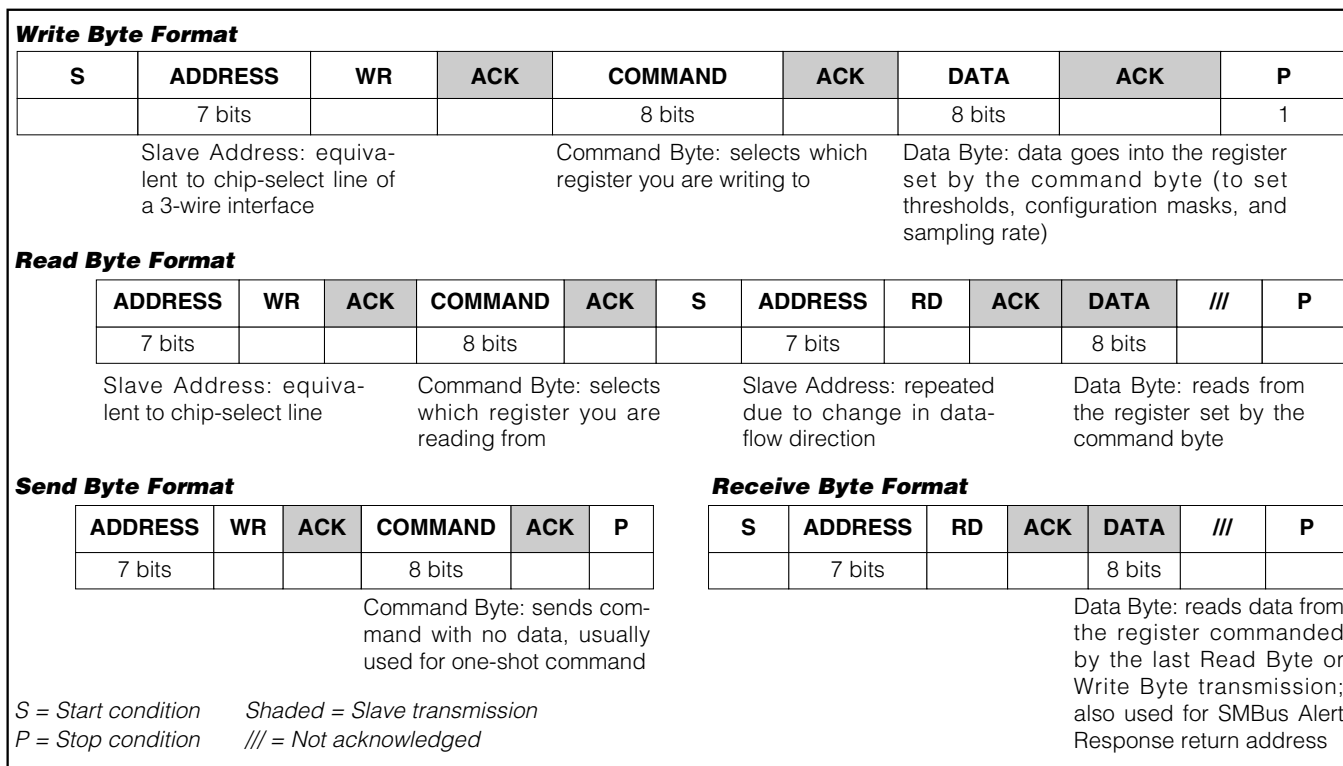 Write Byte Format
S ADDRESS WR ACK COMMAND ACK DATA ACK P
7 bits 8 bits 8 bits 1
Slave Address: equiva-
lent to chip-select line of
a 3-wire interface
Command Byte: selects which
register you are writing to
Data Byte: data goes into the register
set by the command byte (to set
thresholds, configuration masks, and
sampling rate)
Read Byte Format
ADDRESS WR ACK COMMAND ACK S ADDRESS RD ACK DATA /// P
7 bits 8 bits 7 bits 8 bits
Slave Address: equiva-
lent to chip-select line
Command Byte: selects
which register you are
reading from
Slave Address: repeated
due to change in data-
flow direction
Data Byte: reads from
the register set by the
command byte
Send Byte Format
ADDRESS WR ACK COMMAND ACK P
7 bits 8 bits
Command Byte: sends com-
mand with no data, usually
used for one-shot command
Receive Byte Format
S ADDRESS RD ACK DATA /// P
7 bits 8 bits
Data Byte: reads data from
the register commanded
by the last Read Byte or
Write Byte transmission;
also used for SMBus Alert
Response return address
S = Start condition Shaded = Slave transmission
P = Stop condition /// = Not acknowledged